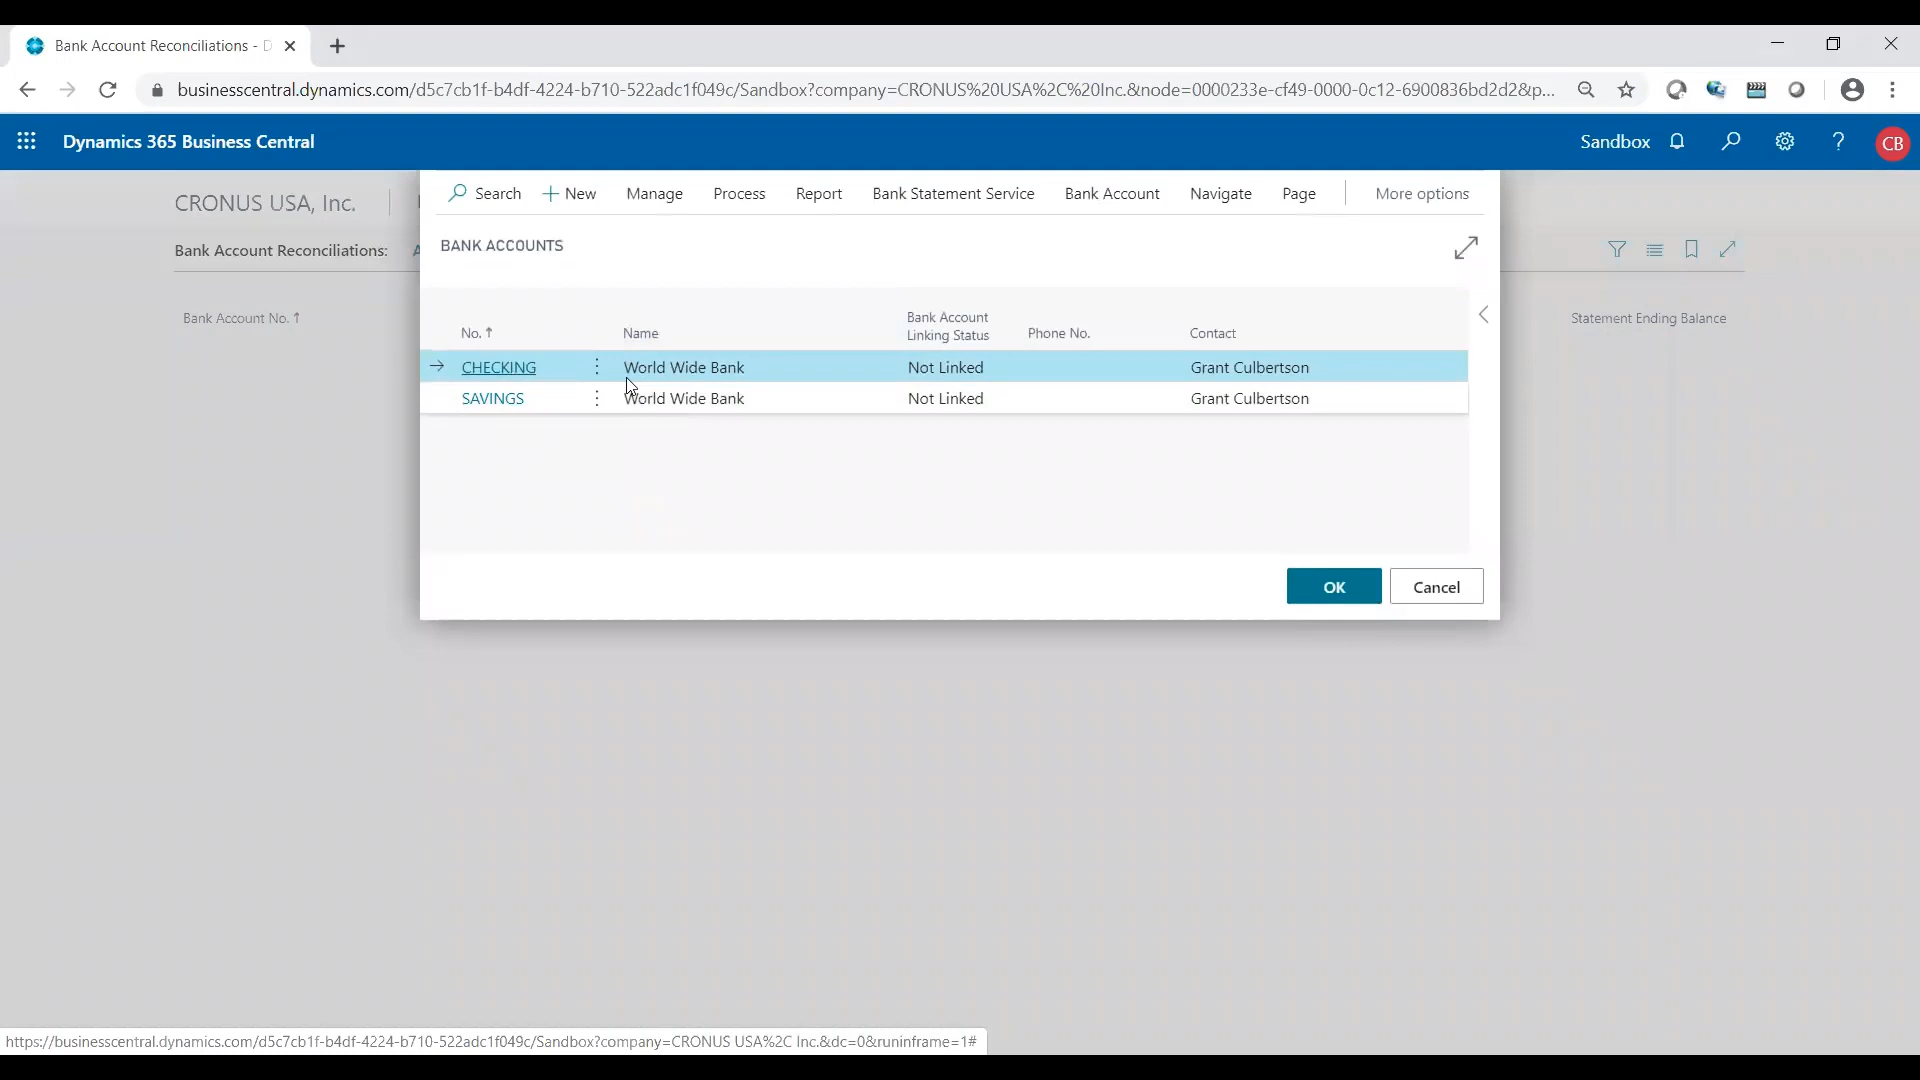 Bank Account Reconciliations - D
businesscentral.dynamics.com/d5c7cb1f-b4df-4224-b710-522adc1f049c/Sandbox?company=CRONUS%20USA%2C%20Inc.&node=0000233e-cf49-0000-0c12-6900836bd2d2&p...
Dynamics 365 Business Central
Sandbox
?
CB
CRONUS USA, Inc.
Search
New
Manage
Process
Report
Bank Statement Service
Bank Account
Navigate
Page
More options
Bank Account Reconciliations:
BANK ACCOUNTS
Bank Account No. ↑
Statement Ending Balance
No. ↑
Name
Bank Account
Linking Status
Phone No.
Contact
CHECKING World Wide Bank Not Linked Grant Culbertson
SAVINGS World Wide Bank Not Linked Grant Culbertson
OK
Cancel
https://businesscentral.dynamics.com/d5c7cb1f-b4df-4224-b710-522adc1f049c/Sandbox?company=CRONUS USA%2C Inc.&dc=0&runinframe=1#